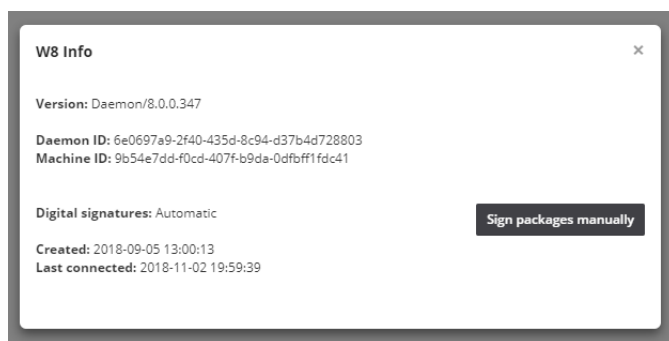 W8 Info
×
Version: Daemon/8.0.0.347
Daemon ID: 6e0697a9-2f40-435d-8c94-d37b4d728803
Machine ID: 9b54e7dd-f0cd-407f-b9da-0dfbff1fdc41
Digital signatures: Automatic
Sign packages manually
Created: 2018-09-05 13:00:13
Last connected: 2018-11-02 19:59:39